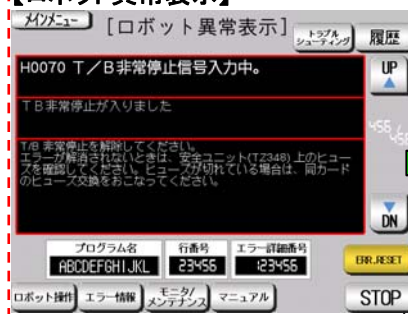 【ロボット異常表示】
メインメニュー
[ロボット異常表示]
トラブル
シューティング
履歴
H0070 T／B非常停止信号入力中。
UP
TB非常停止が入りました
T/B 非常停止を解除してください。
エラーが解消されないときは、安全ユニット(TZ348) 上のヒュー
ズを確認してください。ヒューズが切れている場合は、同カード
のヒューズ交換をおこなってください。
DN
プログラム名
行番号
エラー詳細番号
ABCDEFGHIJKL
23456
123456
ERR.RESET
ロボット操作
エラー情報
モニタ/
メンテナンス
マニュアル
STOP